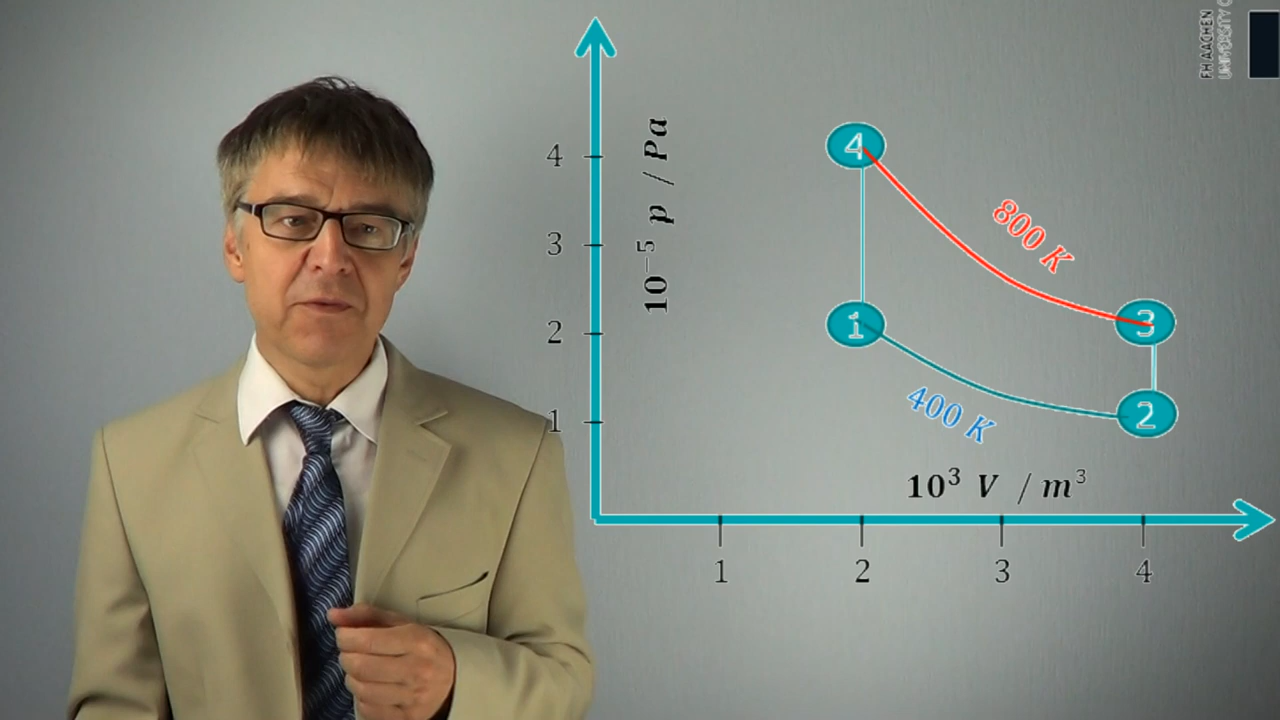 FH AACHEN
UNIVERSITY O
10⁻⁵ p / Pa
4
3
2
1
4
3
1
2
800 K
400 K
10³ V / m³
1 2 3 4